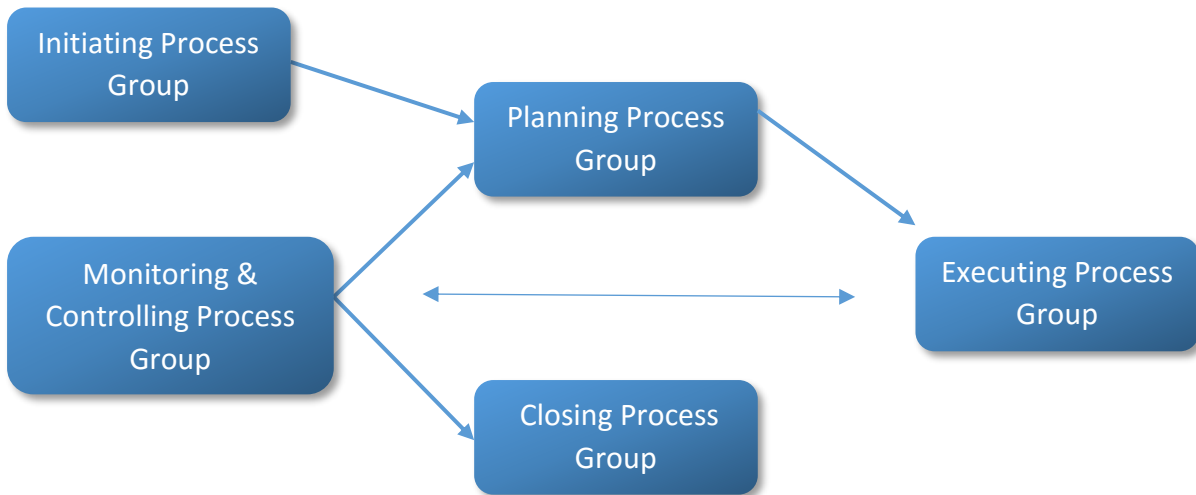 Initiating Process
Group
Planning Process
Group
Monitoring &
Controlling Process
Group
Executing Process
Group
Closing Process
Group